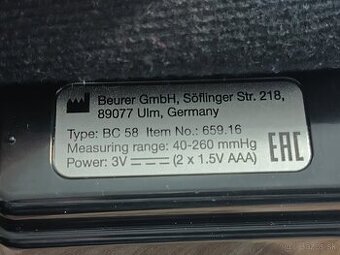 Beurer GmbH, Söflinger Str. 218,
89077 Ulm, Germany
Type: BC 58 Item No.: 659.16
Measuring range: 40-260 mmHg
Power: 3V (2 x 1.5V AAA)
EAC